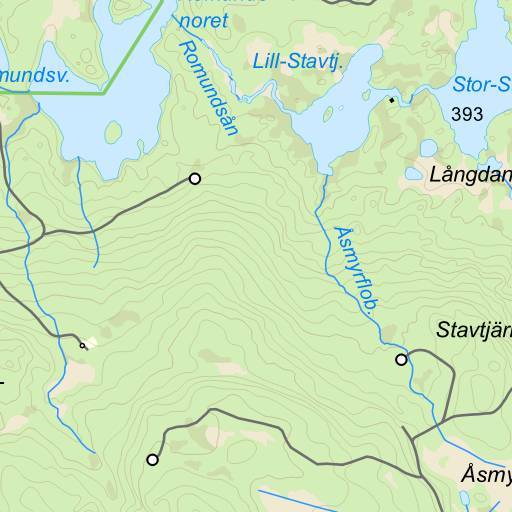 noret
Lill-Stavtj.
mundsv.
Stor-S
Romundsån
393
Långdan
Åsmyrflob.
Stavtjärn
Åsmy